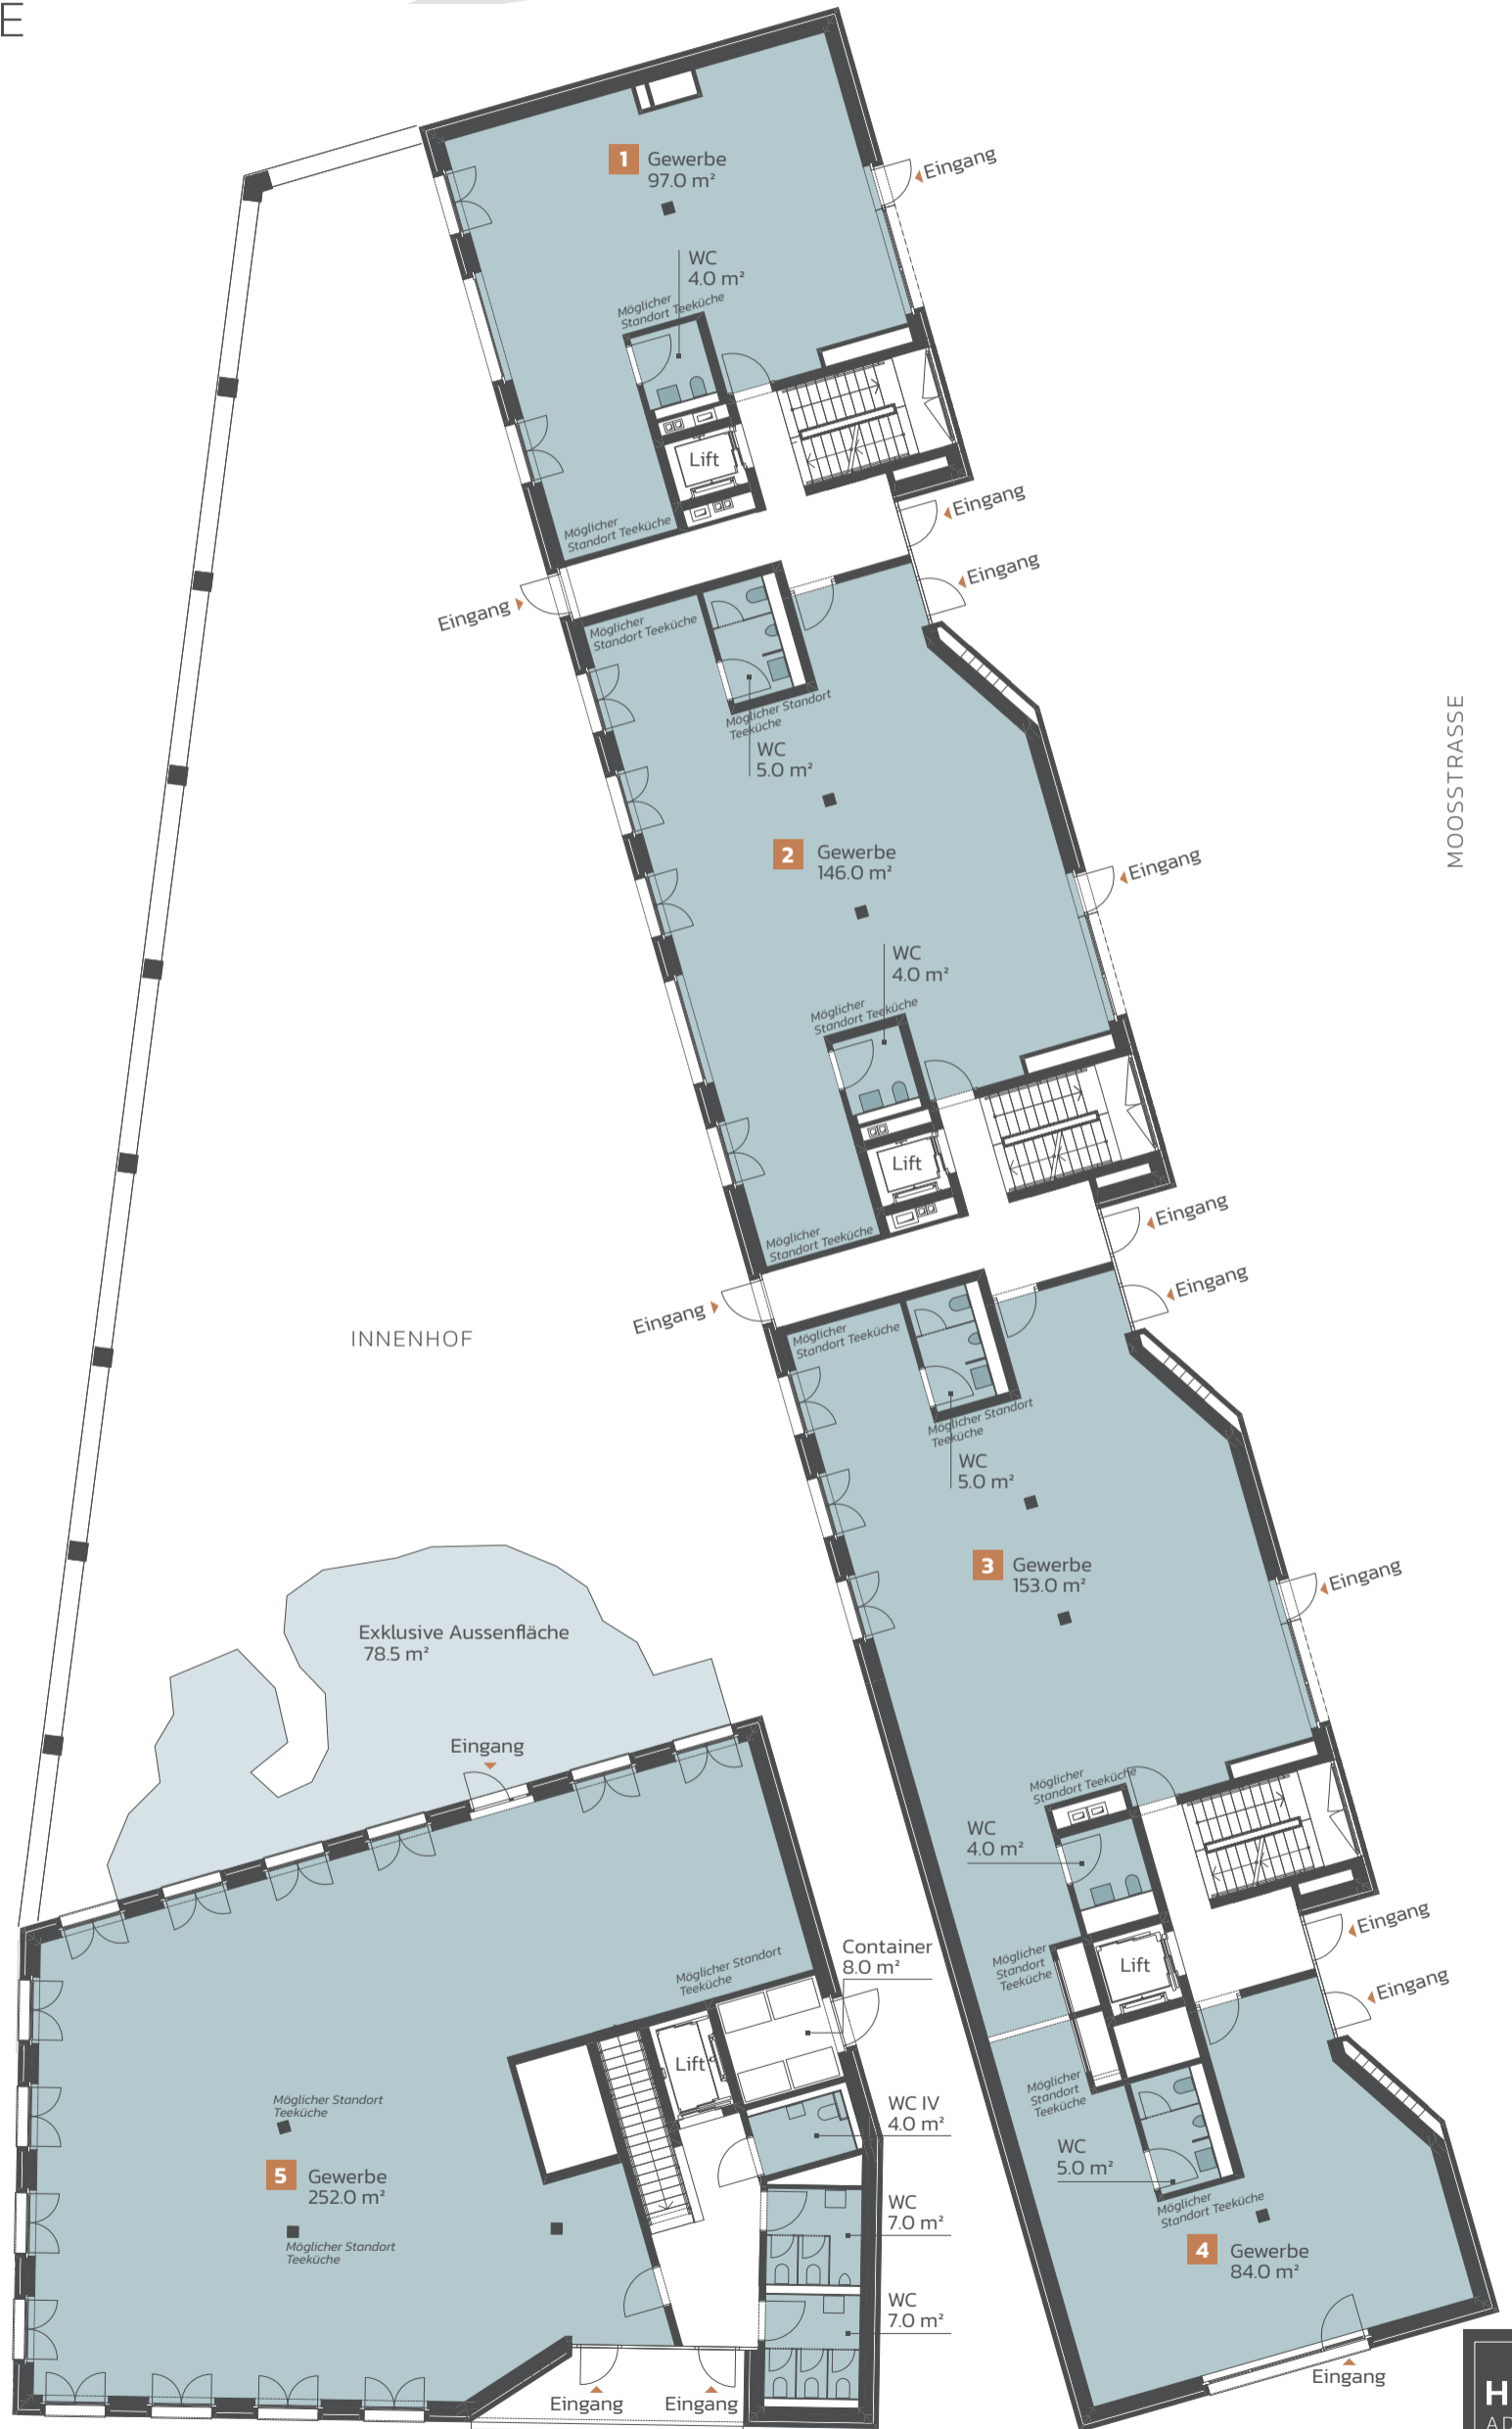 E
1
Gewerbe
97.0 m²
Eingang
WC
4.0 m²
Möglicher
Standort Teeküche
Lift
Möglicher
Standort Teeküche
Eingang
Eingang
Eingang
Möglicher
Standort Teeküche
Möglicher Standort
Teeküche
WC
5.0 m²
MOOSSTRASSE
2
Gewerbe
146.0 m²
Eingang
WC
4.0 m²
Möglicher
Standort Teeküche
Lift
Möglicher
Standort Teeküche
Eingang
Eingang
Eingang
INNENHOF
Möglicher
Standort Teeküche
Möglicher Standort
Teeküche
WC
5.0 m²
3
Gewerbe
153.0 m²
Eingang
Exklusive Aussenfläche
78.5 m²
Eingang
Möglicher
Standort Teeküche
WC
4.0 m²
Lift
Möglicher
Standort
Teeküche
Eingang
Eingang
Möglicher Standort
Teeküche
Container
8.0 m²
Lift
Möglicher
Standort
Teeküche
WC IV
4.0 m²
WC
5.0 m²
Möglicher
Standort Teeküche
Möglicher Standort
Teeküche
5
Gewerbe
252.0 m²
Möglicher Standort
Teeküche
WC
7.0 m²
WC
7.0 m²
4
Gewerbe
84.0 m²
Eingang
Eingang
Eingang
H